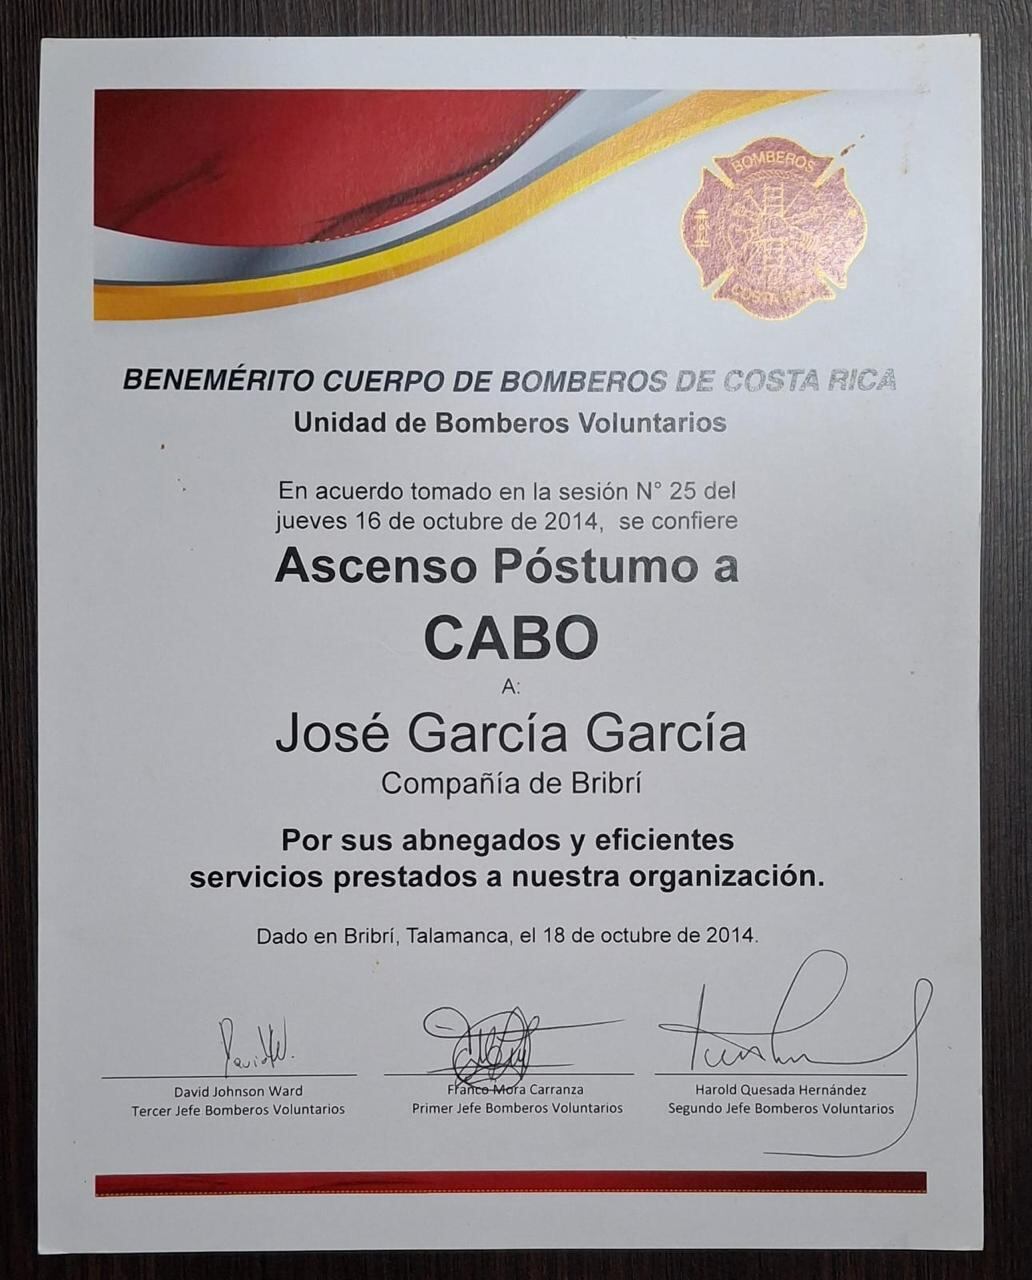 BOMBEROS
COSTA RICA
BENEMÉRITO CUERPO DE BOMBEROS DE COSTA RICA
Unidad de Bomberos Voluntarios
En acuerdo tomado en la sesión N° 25 del
jueves 16 de octubre de 2014, se confiere
Ascenso Póstumo a
CABO
A:
José García García
Compañía de Bribrí
Por sus abnegados y eficientes
servicios prestados a nuestra organización.
Dado en Bribrí, Talamanca, el 18 de octubre de 2014.
David Johnson Ward
Tercer Jefe Bomberos Voluntarios
Franco Mora Carranza
Primer Jefe Bomberos Voluntarios
Harold Quesada Hernández
Segundo Jefe Bomberos Voluntarios